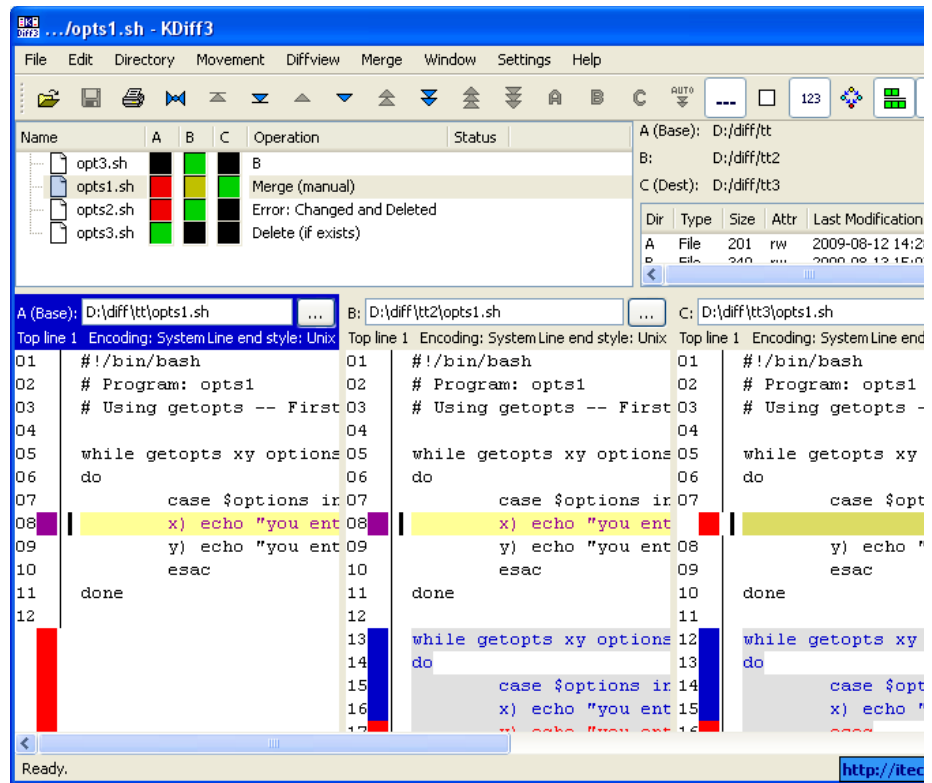 .../opts1.sh - KDiff3
File Edit Directory Movement Diffview Merge Window Settings Help
A B C AUTO --- 123
Name A B C Operation Status
opt3.sh B
opts1.sh Merge (manual)
opts2.sh Error: Changed and Deleted
opts3.sh Delete (if exists)
A (Base): D:/diff/tt
B: D:/diff/tt2
C (Dest): D:/diff/tt3
Dir Type Size Attr Last Modification
A File 201 rw 2009-08-12 14:2
A (Base): D:\diff\tt\opts1.sh ...
Top line 1 Encoding: System Line end style: Unix
01 #!/bin/bash
02 # Program: opts1
03 # Using getopts -- First
04
05 while getopts xy options
06 do
07 case $options in
08 x) echo "you ent
09 y) echo "you ent
10 esac
11 done
12
B: D:\diff\tt2\opts1.sh ...
Top line 1 Encoding: System Line end style: Unix
01 #!/bin/bash
02 # Program: opts1
03 # Using getopts -- First
04
05 while getopts xy options
06 do
07 case $options in
08 x) echo "you ent
09 y) echo "you ent
10 esac
11 done
12
13 while getopts xy options
14 do
15 case $options in
16 x) echo "you ent
C: D:\diff\tt3\opts1.sh
Top line 1 Encoding: System Line end
01 #!/bin/bash
02 # Program: opts1
03 # Using getopts -
04
05 while getopts xy
06 do
07 case $opt
08 y) echo "
09 esac
10 done
11
12 while getopts xy
13 do
14 case $opt
15 x) echo "
Ready.
http://itec